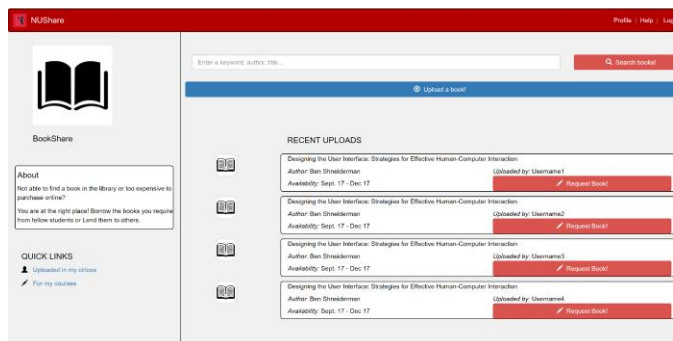 NUShare
Profile | Help | Log
Enter a keyword, author, title...
Search books!
Upload a book!
BookShare
About
Not able to find a book in the library or too expensive to
purchase online?
You are at the right place! Borrow the books you require
from fellow students or Lend them to others.
QUICK LINKS
Uploaded in my cirlces
For my courses
RECENT UPLOADS
Designing the User Interface: Strategies for Effective Human-Computer Interaction
Author: Ben Shneiderman Uploaded by: Username1
Availability: Sept. 17 - Dec 17 Request Book!
Designing the User Interface: Strategies for Effective Human-Computer Interaction
Author: Ben Shneiderman Uploaded by: Username2
Availability: Sept. 17 - Dec 17 Request Book!
Designing the User Interface: Strategies for Effective Human-Computer Interaction
Author: Ben Shneiderman Uploaded by: Username3
Availability: Sept. 17 - Dec 17 Request Book!
Designing the User Interface: Strategies for Effective Human-Computer Interaction
Author: Ben Shneiderman Uploaded by: Username4
Availability: Sept. 17 - Dec 17 Request Book!